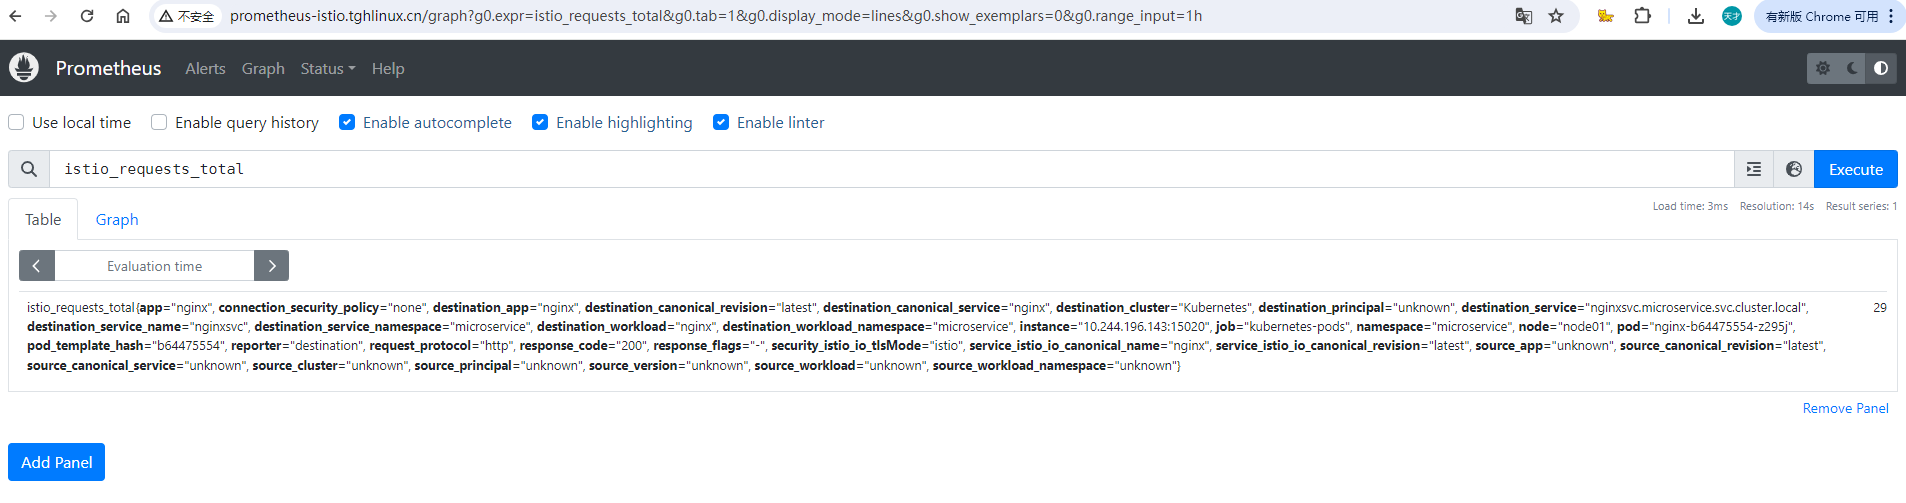 不安全 prometheus-istio.tghlinux.cn/graph?g0.expr=istio_requests_total&g0.tab=1&g0.display_mode=lines&g0.show_exemplars=0&g0.range_input=1h 天才 有新版 Chrome 可用
Prometheus Alerts Graph Status Help
Use local time Enable query history Enable autocomplete Enable highlighting Enable linter
istio_requests_total Execute
Table Graph Load time: 3ms Resolution: 14s Result series: 1
Evaluation time
istio_requests_total{app="nginx", connection_security_policy="none", destination_app="nginx", destination_canonical_revision="latest", destination_canonical_service="nginx", destination_cluster="Kubernetes", destination_principal="unknown", destination_service="nginxsvc.microservice.svc.cluster.local", 29
destination_service_name="nginxsvc", destination_service_namespace="microservice", destination_workload="nginx", destination_workload_namespace="microservice", instance="10.244.196.143:15020", job="kubernetes-pods", namespace="microservice", node="node01", pod="nginx-b64475554-z295j",
pod_template_hash="b64475554", reporter="destination", request_protocol="http", response_code="200", response_flags="-", security_istio_io_tlsMode="istio", service_istio_io_canonical_name="nginx", service_istio_io_canonical_revision="latest", source_app="unknown", source_canonical_revision="latest",
source_canonical_service="unknown", source_cluster="unknown", source_principal="unknown", source_version="unknown", source_workload="unknown", source_workload_namespace="unknown"}
Remove Panel
Add Panel